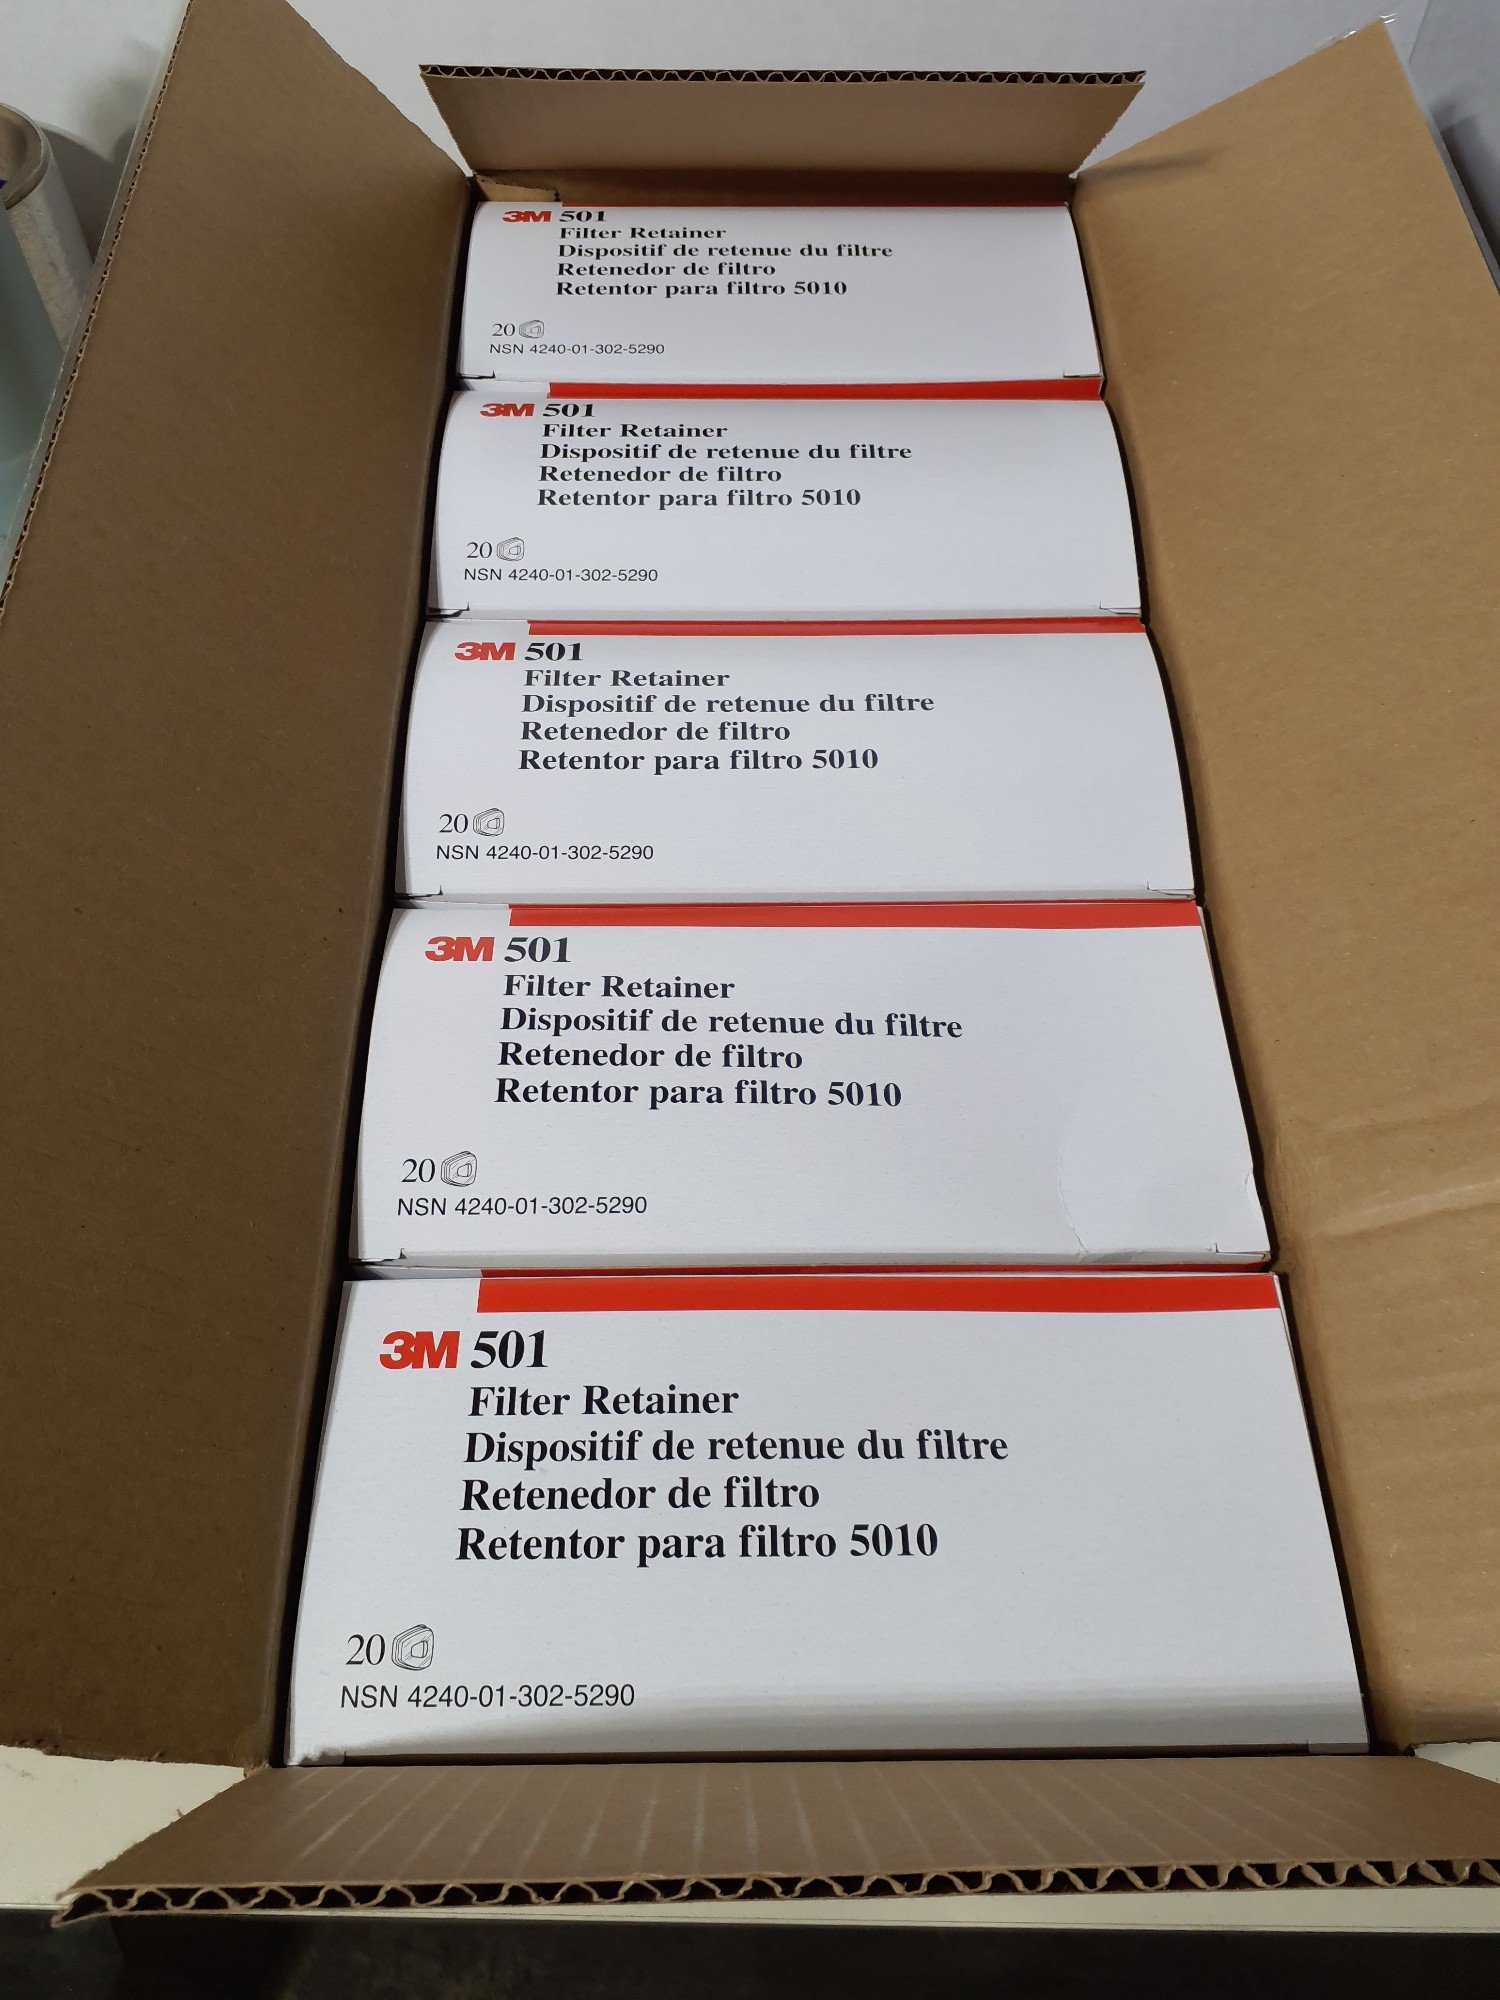 3M 501
Filter Retainer
Dispositif de retenue du filtre
Retenedor de filtro
Retentor para filtro 5010
20
NSN 4240-01-302-5290
3M 501
Filter Retainer
Dispositif de retenue du filtre
Retenedor de filtro
Retentor para filtro 5010
20
NSN 4240-01-302-5290
3M 501
Filter Retainer
Dispositif de retenue du filtre
Retenedor de filtro
Retentor para filtro 5010
20
NSN 4240-01-302-5290
3M 501
Filter Retainer
Dispositif de retenue du filtre
Retenedor de filtro
Retentor para filtro 5010
20
NSN 4240-01-302-5290
3M 501
Filter Retainer
Dispositif de retenue du filtre
Retenedor de filtro
Retentor para filtro 5010
20
NSN 4240-01-302-5290